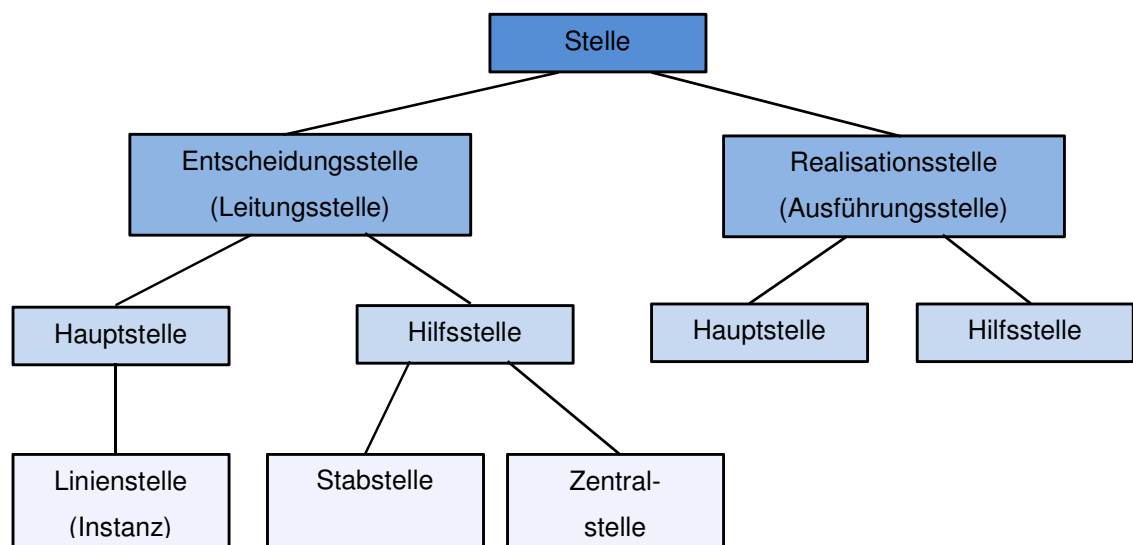 Stelle
Entscheidungsstelle
(Leitungsstelle)
Realisationsstelle
(Ausführungsstelle)
Hauptstelle
Hilfsstelle
Hauptstelle
Hilfsstelle
Linienstelle
(Instanz)
Stabstelle
Zentral-
stelle